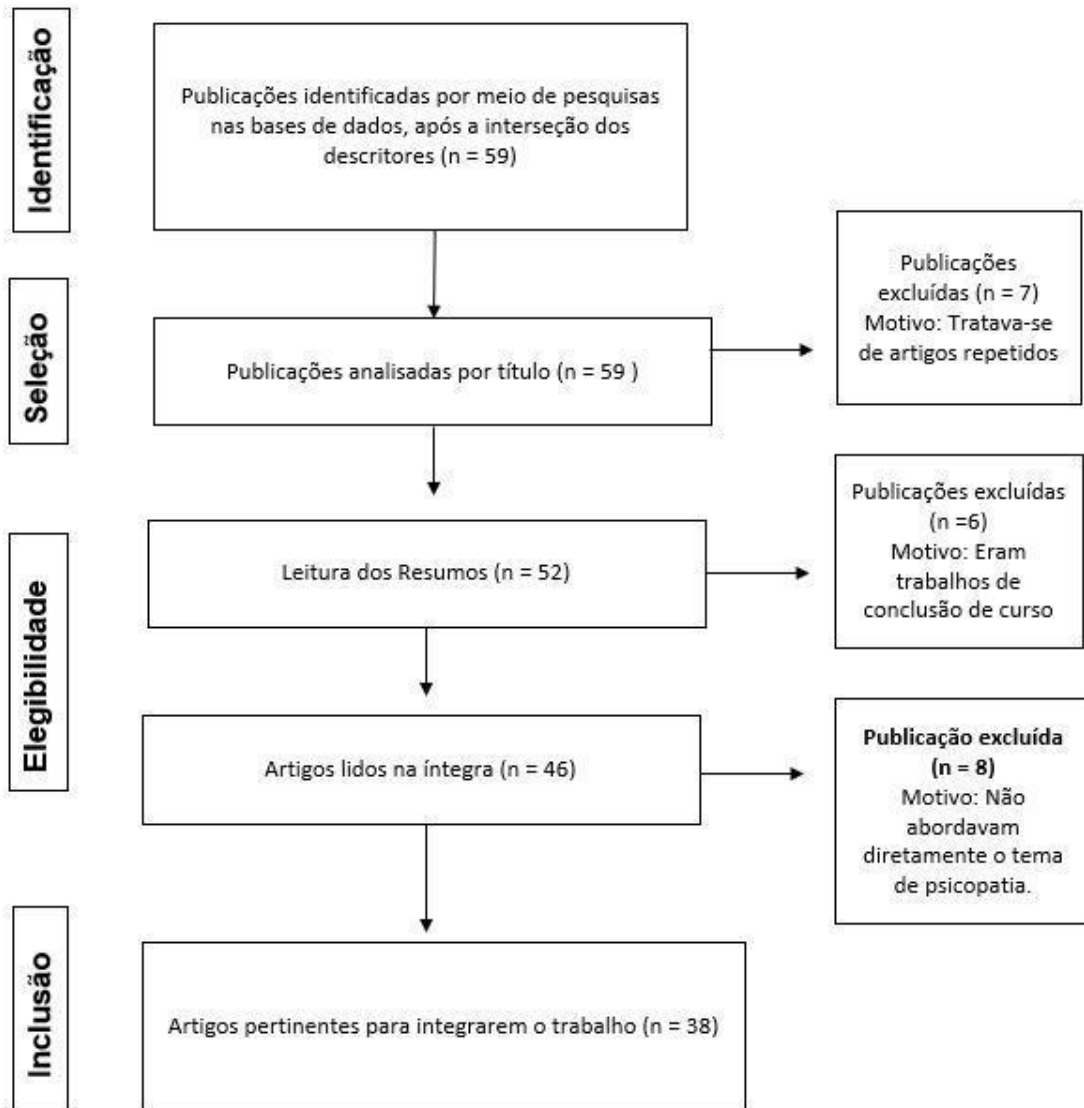 Identificação
Publicações identificadas por meio de pesquisas
nas bases de dados, após a interseção dos
descritores (n = 59)
Seleção
Publicações analisadas por título (n = 59 )
Publicações
excluídas (n = 7)
Motivo: Tratava-se
de artigos repetidos
Elegibilidade
Leitura dos Resumos (n = 52)
Publicações excluídas
(n =6)
Motivo: Eram
trabalhos de
conclusão de curso
Artigos lidos na íntegra (n = 46)
Publicação excluída
(n = 8)
Motivo: Não
abordavam
diretamente o tema
de psicopatia.
Inclusão
Artigos pertinentes para integrarem o trabalho (n = 38)